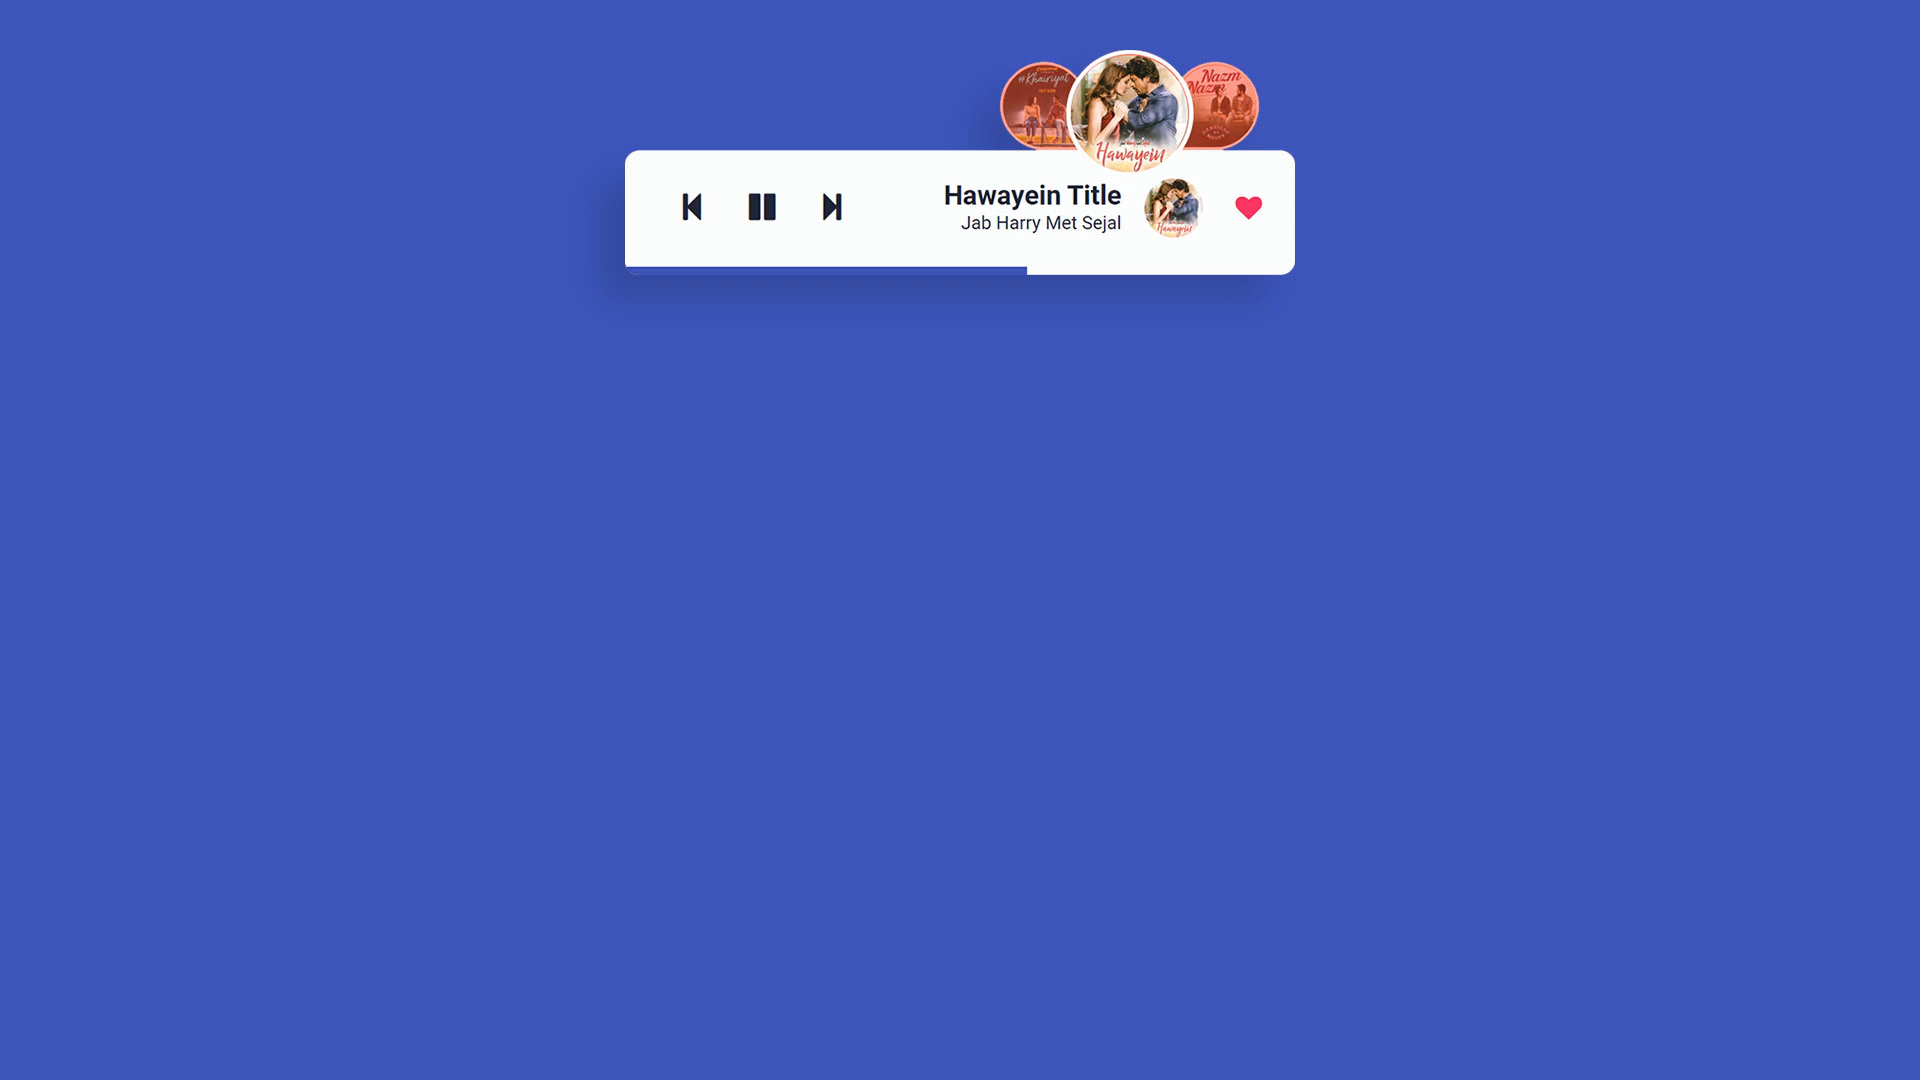 #Khairiyat
Nazm
Nazm
Hawayein
Hawayein Title
Jab Harry Met Sejal
Hawayein